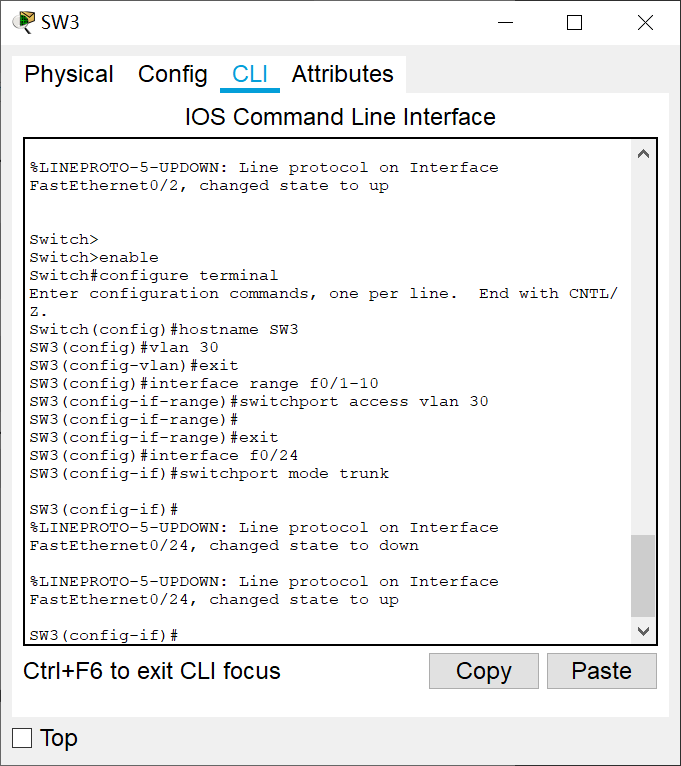 SW3
Physical Config CLI Attributes
IOS Command Line Interface
%LINEPROTO-5-UPDOWN: Line protocol on Interface
FastEthernet0/2, changed state to up
Switch>
Switch>enable
Switch#configure terminal
Enter configuration commands, one per line.  End with CNTL/
Z.
Switch(config)#hostname SW3
SW3(config)#vlan 30
SW3(config-vlan)#exit
SW3(config)#interface range f0/1-10
SW3(config-if-range)#switchport access vlan 30
SW3(config-if-range)#
SW3(config-if-range)#exit
SW3(config)#interface f0/24
SW3(config-if)#switchport mode trunk
SW3(config-if)#
%LINEPROTO-5-UPDOWN: Line protocol on Interface
FastEthernet0/24, changed state to down
%LINEPROTO-5-UPDOWN: Line protocol on Interface
FastEthernet0/24, changed state to up
SW3(config-if)#
Ctrl+F6 to exit CLI focus Copy Paste
Top